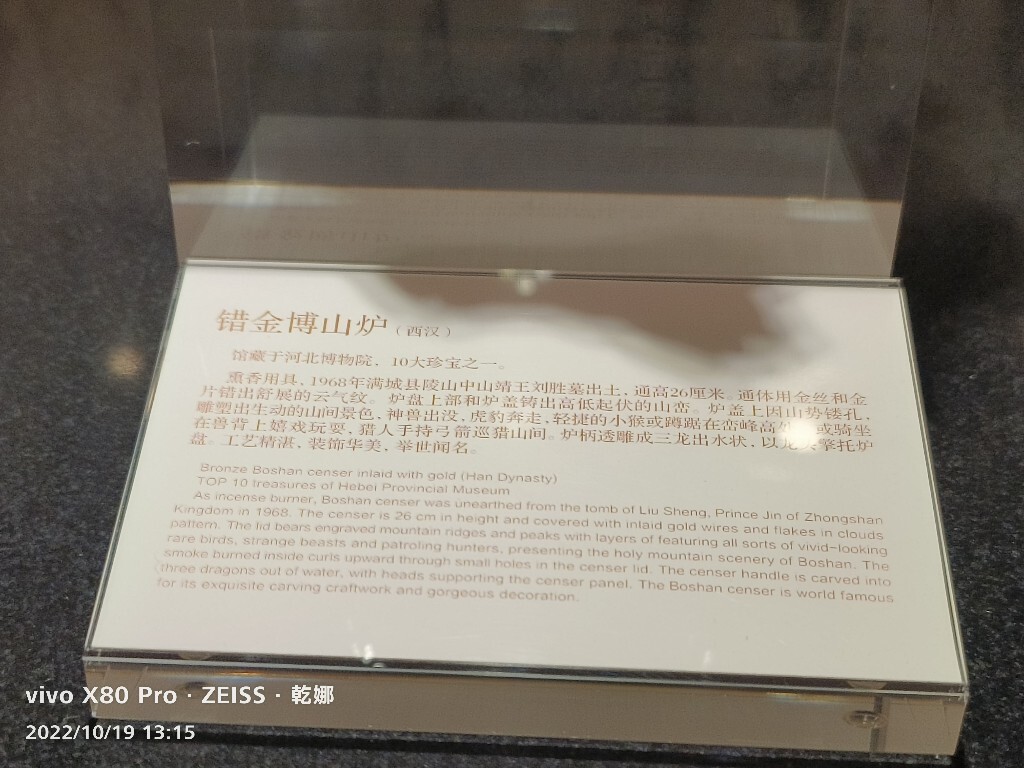 错金博山炉（西汉）
馆藏于河北博物院，10大珍宝之一。
熏香用具，1968年满城县陵山中山靖王刘胜墓出土，通高26厘米。通体用金丝和金
片错出舒展的云气纹。炉盘上部和炉盖铸出高低起伏的山峦。炉盖上因山势镂孔，
雕塑出生动的山间景色，神兽出没，虎豹奔走，轻捷的小猴或蹲踞在峦峰高处 或骑坐
在兽背上嬉戏玩耍，猎人手持弓箭巡猎山间。炉柄透雕成三龙出水状，以龙 擎托炉
盘。工艺精湛，装饰华美，举世闻名。
Bronze Boshan censer inlaid with gold (Han Dynasty)
TOP 10 treasures of Hebei Provincial Museum
As incense burner, Boshan censer was unearthed from the tomb of Liu Sheng, Prince Jin of Zhongshan
Kingdom in 1968. The censer is 26 cm in height and covered with inlaid gold wires and flakes in clouds
pattern. The lid bears engraved mountain ridges and peaks with layers of featuring all sorts of vivid-looking
rare birds, strange beasts and patroling hunters, presenting the holy mountain scenery of Boshan. The
smoke burned inside curls upward through small holes in the censer lid. The censer handle is carved into
three dragons out of water, with heads supporting the censer panel. The Boshan censer is world famous
for its exquisite carving craftwork and gorgeous decoration.
vivo X80 Pro · ZEISS · 乾娜
2022/10/19 13:15